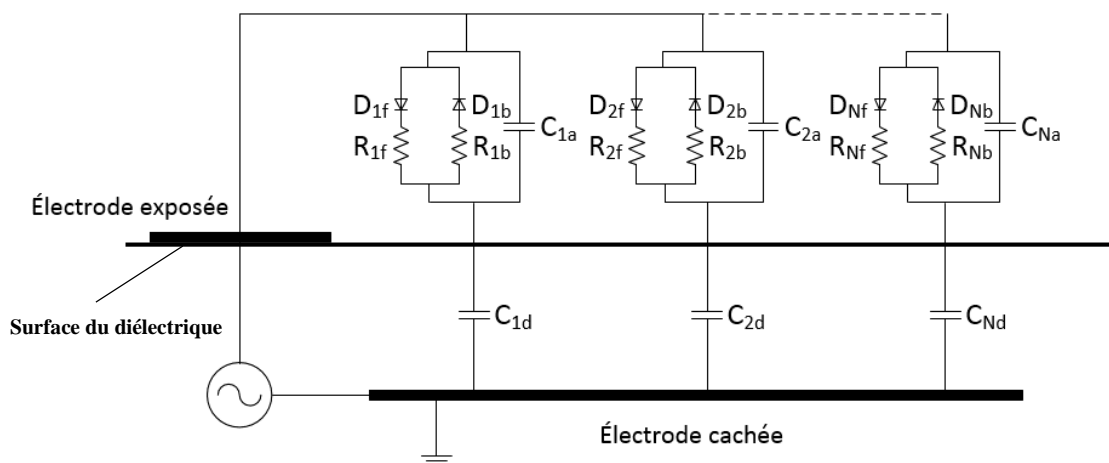 D1f D1b C1a D2f D2b C2a DNf DNb CNa
R1f R1b R2f R2b RNf RNb
Électrode exposée
Surface du diélectrique
C1d C2d CNd
Électrode cachée